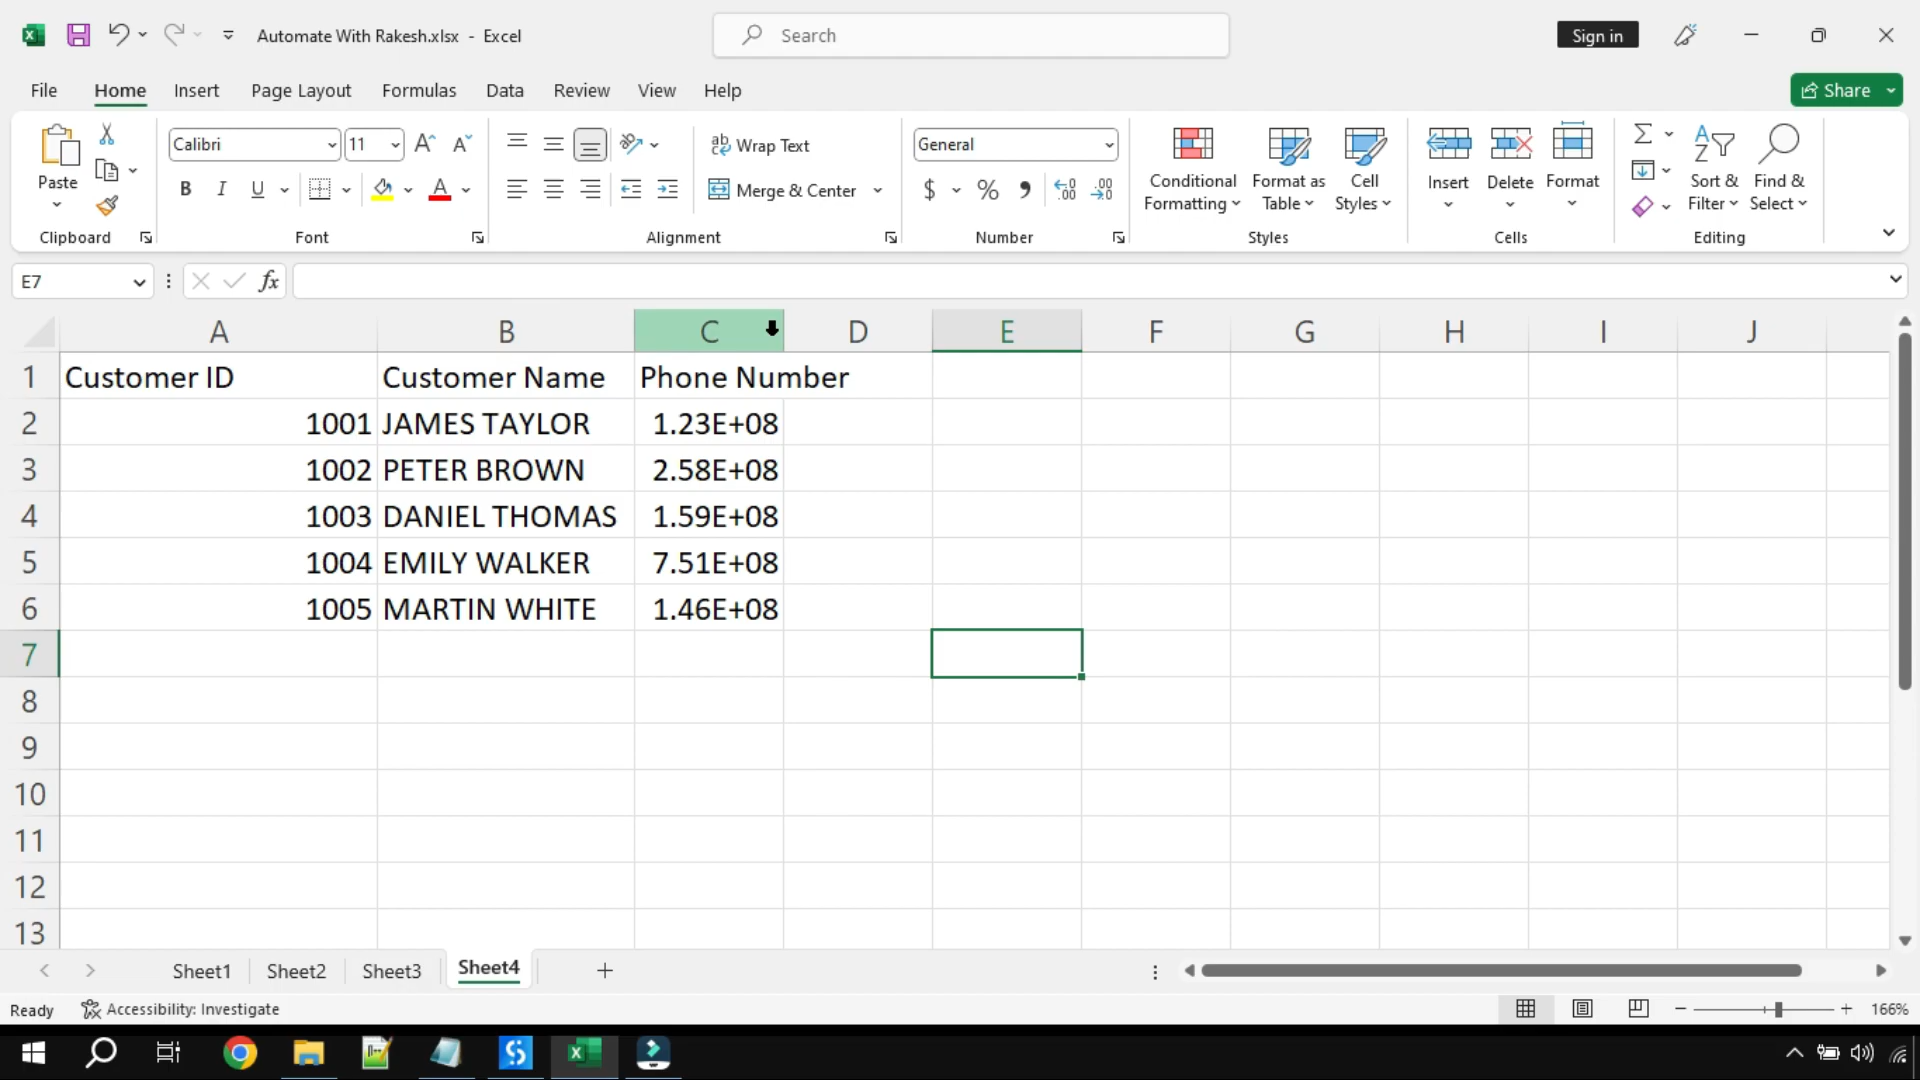 Automate With Rakesh.xlsx - Excel
Search
Sign in
File
Home
Insert
Page Layout
Formulas
Data
Review
View
Help
Share
Paste
Clipboard
Calibri
11
B
I
U
A
Font
Wrap Text
Merge & Center
Alignment
General
$
%
Number
Conditional
Formatting
Format as
Table
Cell
Styles
Styles
Insert
Delete
Format
Cells
Sort &
Filter
Find &
Select
Editing
E7
fx
A B C D E F G H I J
1 Customer ID Customer Name Phone Number
2 1001 JAMES TAYLOR 1.23E+08
3 1002 PETER BROWN 2.58E+08
4 1003 DANIEL THOMAS 1.59E+08
5 1004 EMILY WALKER 7.51E+08
6 1005 MARTIN WHITE 1.46E+08
7
8
9
10
11
12
13
Sheet1
Sheet2
Sheet3
Sheet4
Ready
Accessibility: Investigate
166%